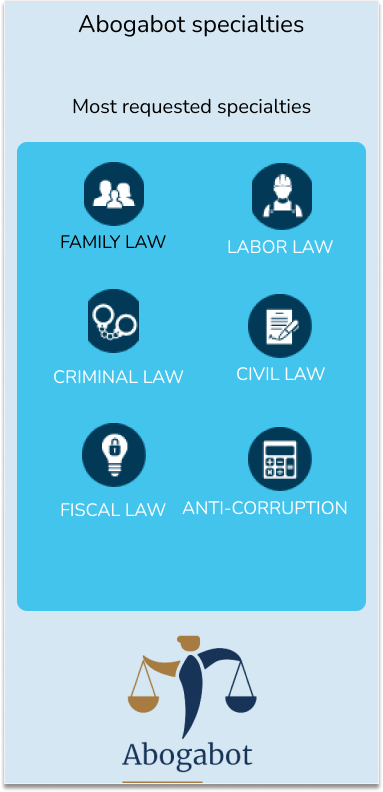 Abogabot specialties
Most requested specialties
FAMILY LAW
LABOR LAW
CRIMINAL LAW
CIVIL LAW
FISCAL LAW
ANTI-CORRUPTION
Abogabot